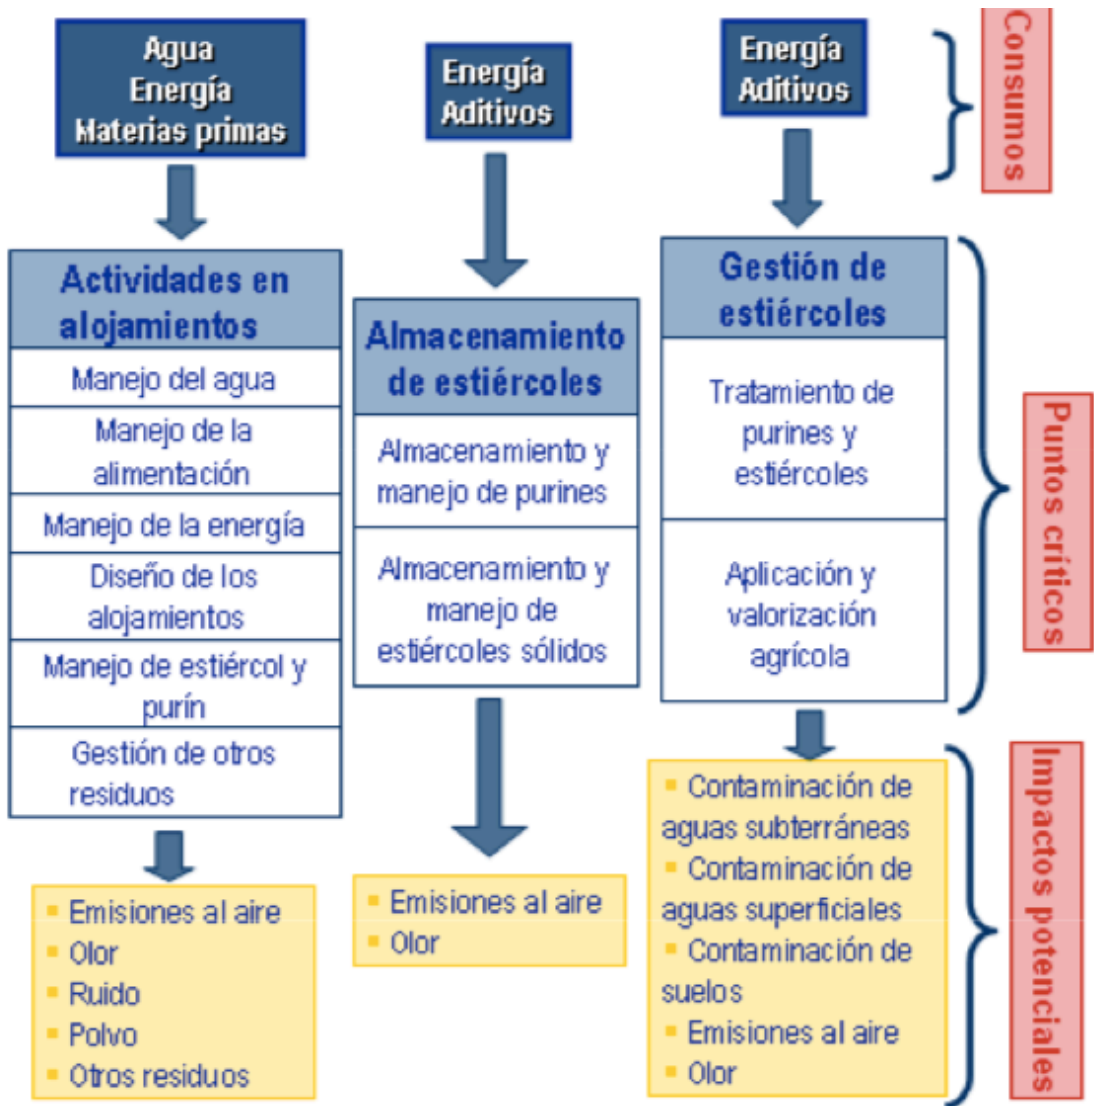 Agua
Energía
Materias primas
Energía
Aditivos
Energía
Aditivos
Consumos
Actividades en
alojamientos
Manejo del agua
Manejo de la
alimentación
Manejo de la energía
Diseño de los
alojamientos
Manejo de estiércol y
purín
Gestión de otros
residuos
Almacenamiento
de estiércoles
Almacenamiento y
manejo de purines
Almacenamiento y
manejo de
estiércoles sólidos
Gestión de
estiércoles
Tratamiento de
purines y
estiércoles
Aplicación y
valorización
agrícola
Puntos críticos
▪ Emisiones al aire
▪ Olor
▪ Ruido
▪ Polvo
▪ Otros residuos
▪ Emisiones al aire
▪ Olor
▪ Contaminación de
aguas subterráneas
▪ Contaminación de
aguas superficiales
▪ Contaminación de
suelos
▪ Emisiones al aire
▪ Olor
Impactos potenciales